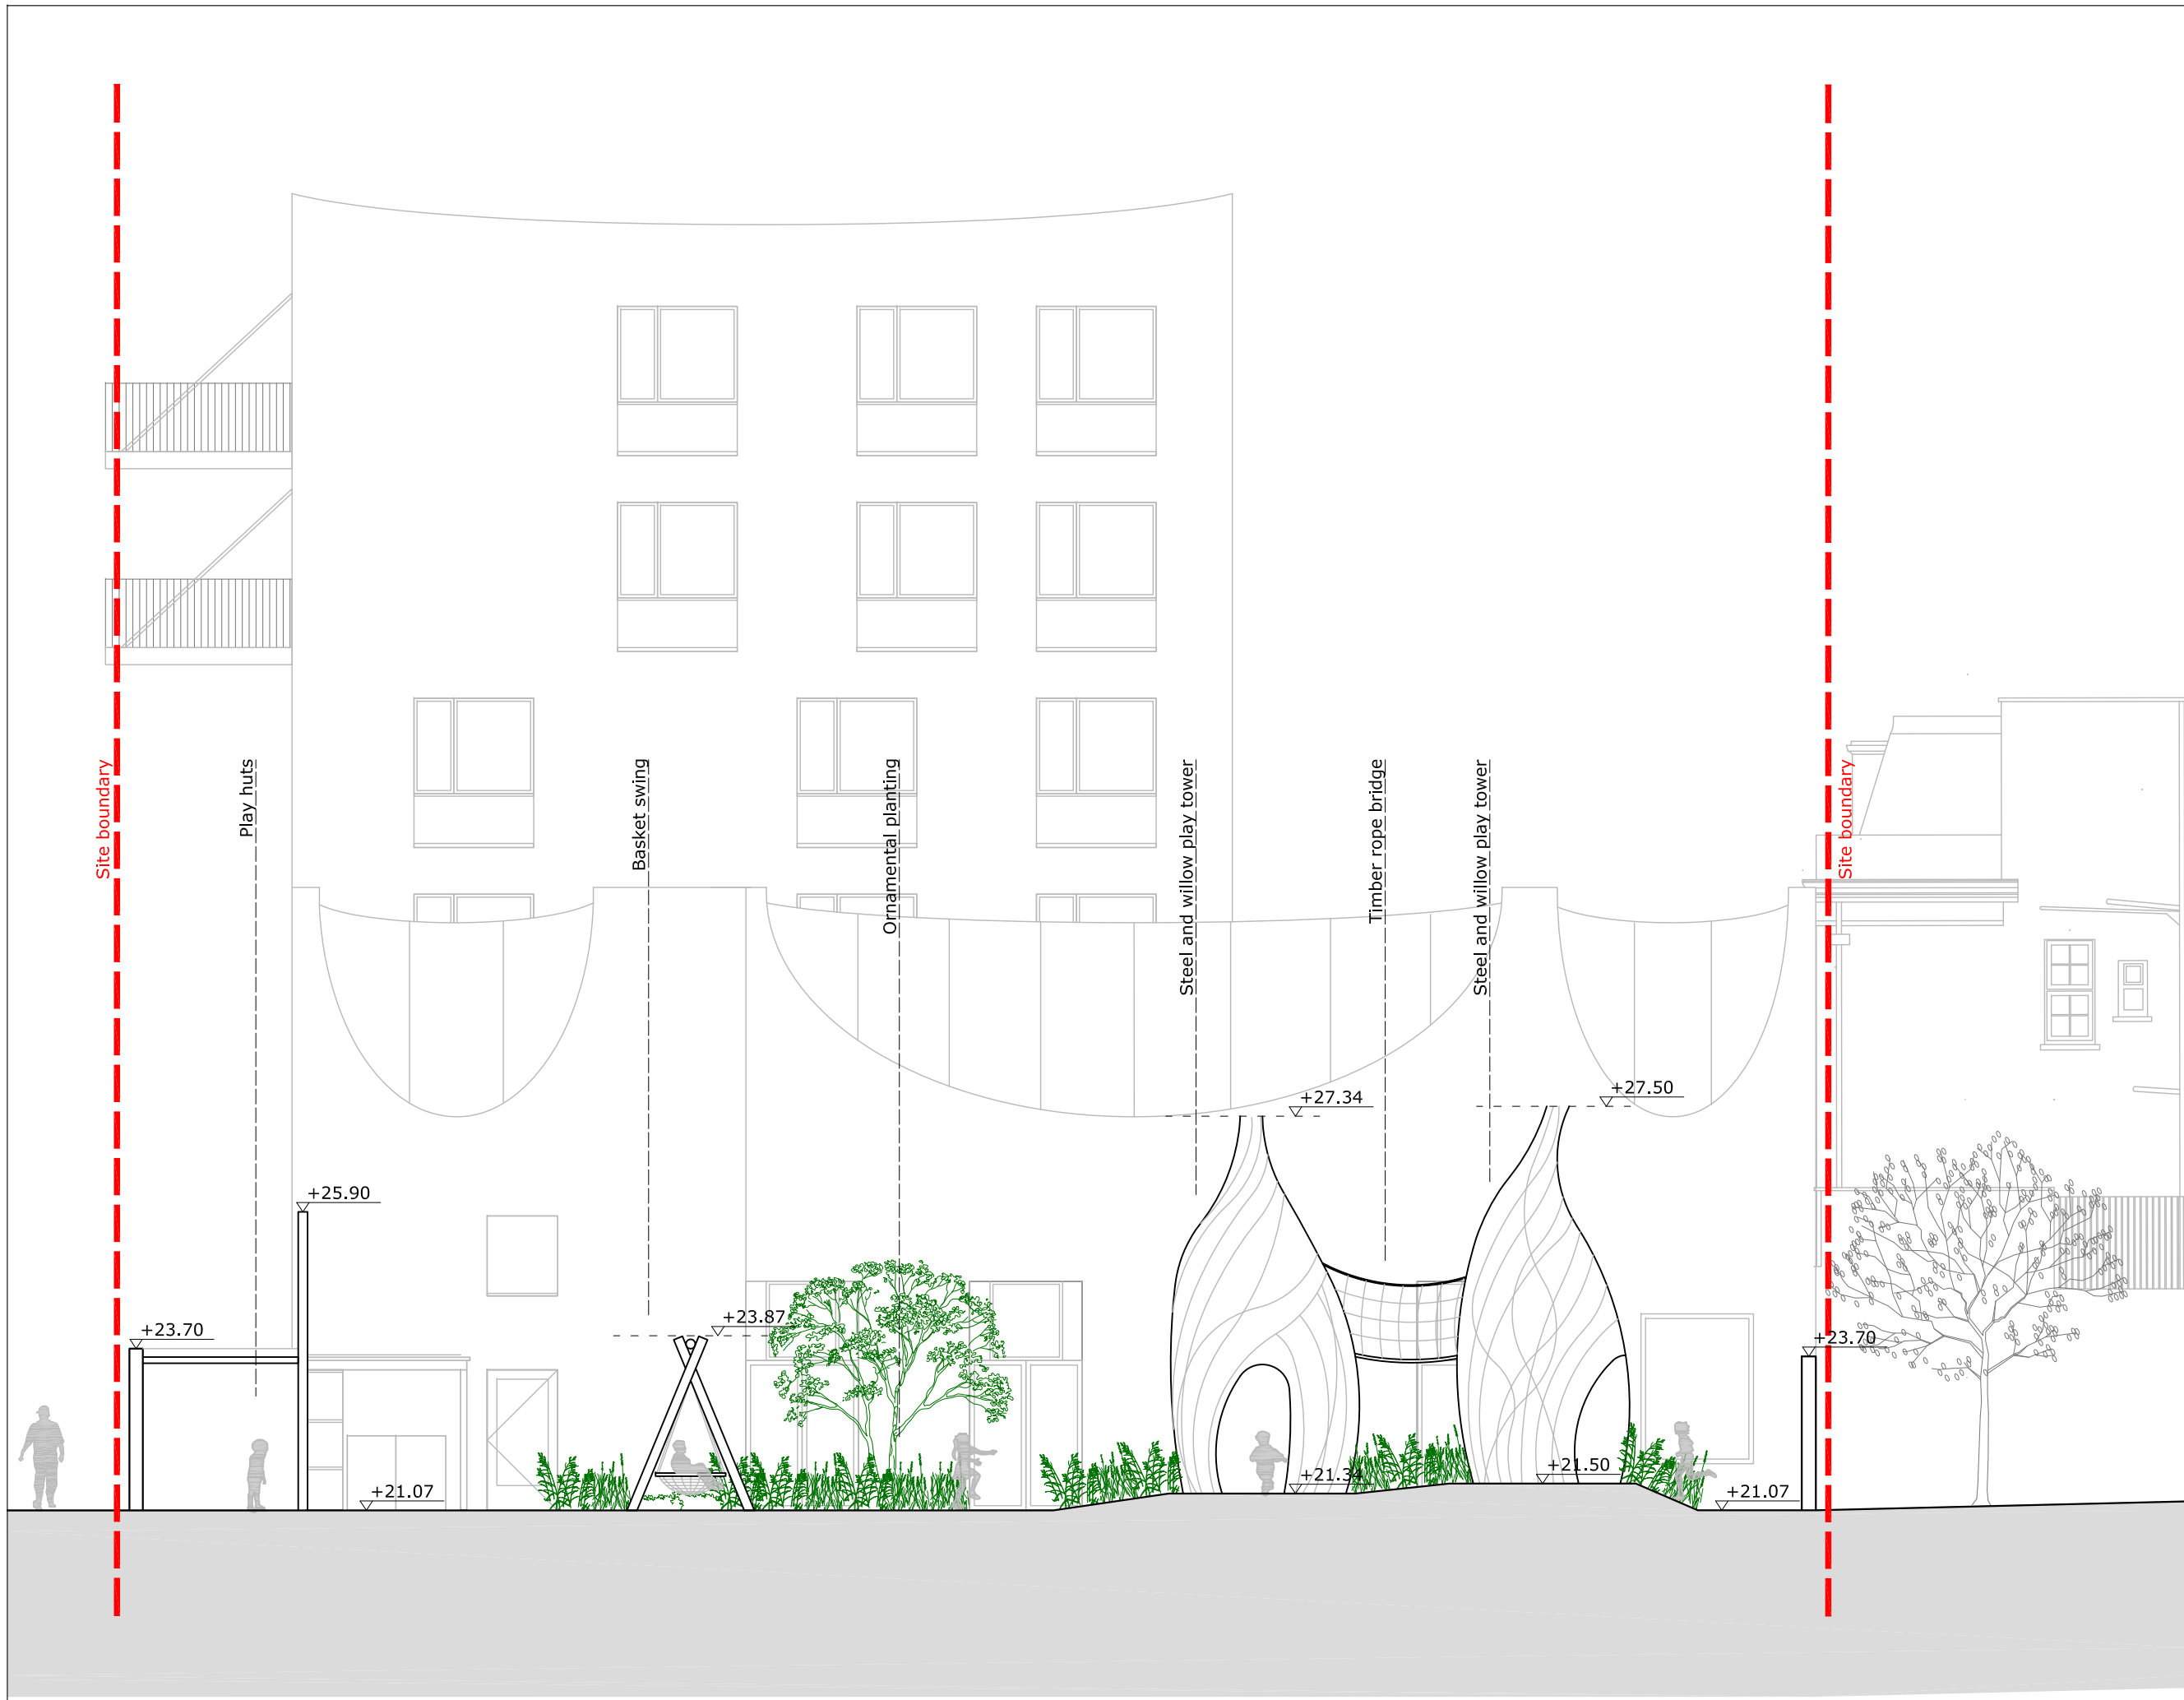 Site boundary
Play huts
Basket swing
Ornamental planting
Steel and willow play tower
Timber rope bridge
Steel and willow play tower
Site boundary
+27.50
+27.34
+25.90
+23.87
+23.70
+23.70
+21.50
+21.34
+21.07
+21.07